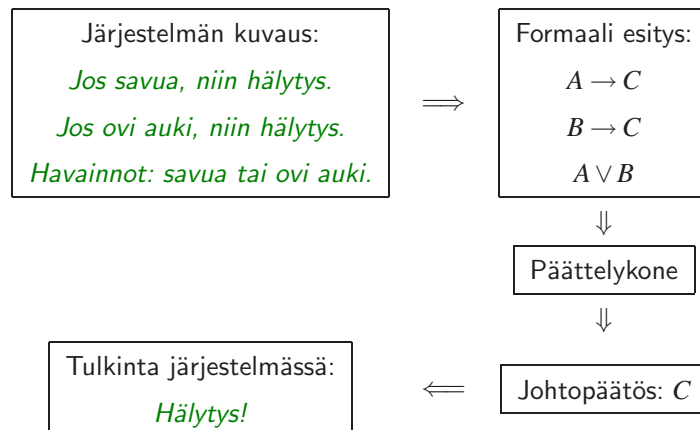 Järjestelmän kuvaus:
Jos savua, niin hälytys.
Jos ovi auki, niin hälytys.
Havainnot: savua tai ovi auki.
⟹
Formaali esitys:
A → C
B → C
A ∨ B
⇓
Päättelykone
⇓
Johtopäätös: C
⟸
Tulkinta järjestelmässä:
Hälytys!